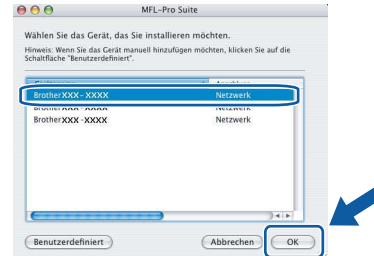 MFL-Pro Suite
Wählen Sie das Gerät, das Sie installieren möchten.
Hinweis: Wenn Sie das Gerät manuell hinzufügen möchten, klicken Sie auf die
Schaltfläche "Benutzerdefiniert".
BrotherXXX-XXXX Netzwerk
BrotherXXX-XXXX Netzwerk
BrotherXXX-XXXX Netzwerk
Benutzerdefiniert Abbrechen OK